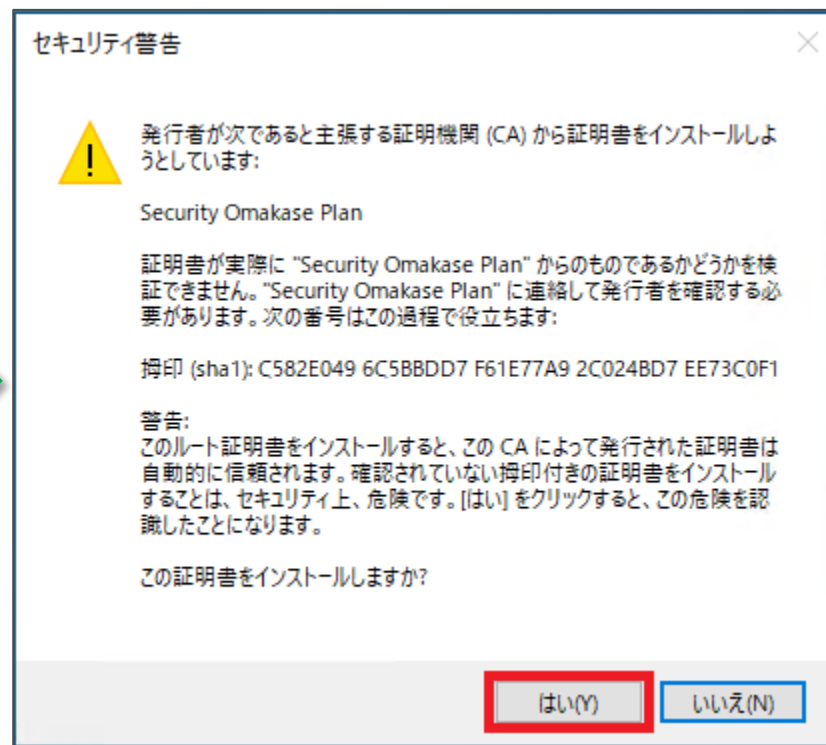 セキュリティ警告
発行者が次であると主張する証明機関 (CA) から証明書をインストールしよ
うとしています:
Security Omakase Plan
証明書が実際に "Security Omakase Plan" からのものであるかどうかを検
証できません。"Security Omakase Plan" に連絡して発行者を確認する必
要があります。次の番号はこの過程で役立ちます:
拇印 (sha1): C582E049 6C5BBDD7 F61E77A9 2C024BD7 EE73C0F1
警告:
このルート証明書をインストールすると、この CA によって発行された証明書は
自動的に信頼されます。確認されていない拇印付きの証明書をインストール
することは、セキュリティ上、危険です。[はい] をクリックすると、この危険を認
識したことになります。
この証明書をインストールしますか?
はい(Y)
いいえ(N)